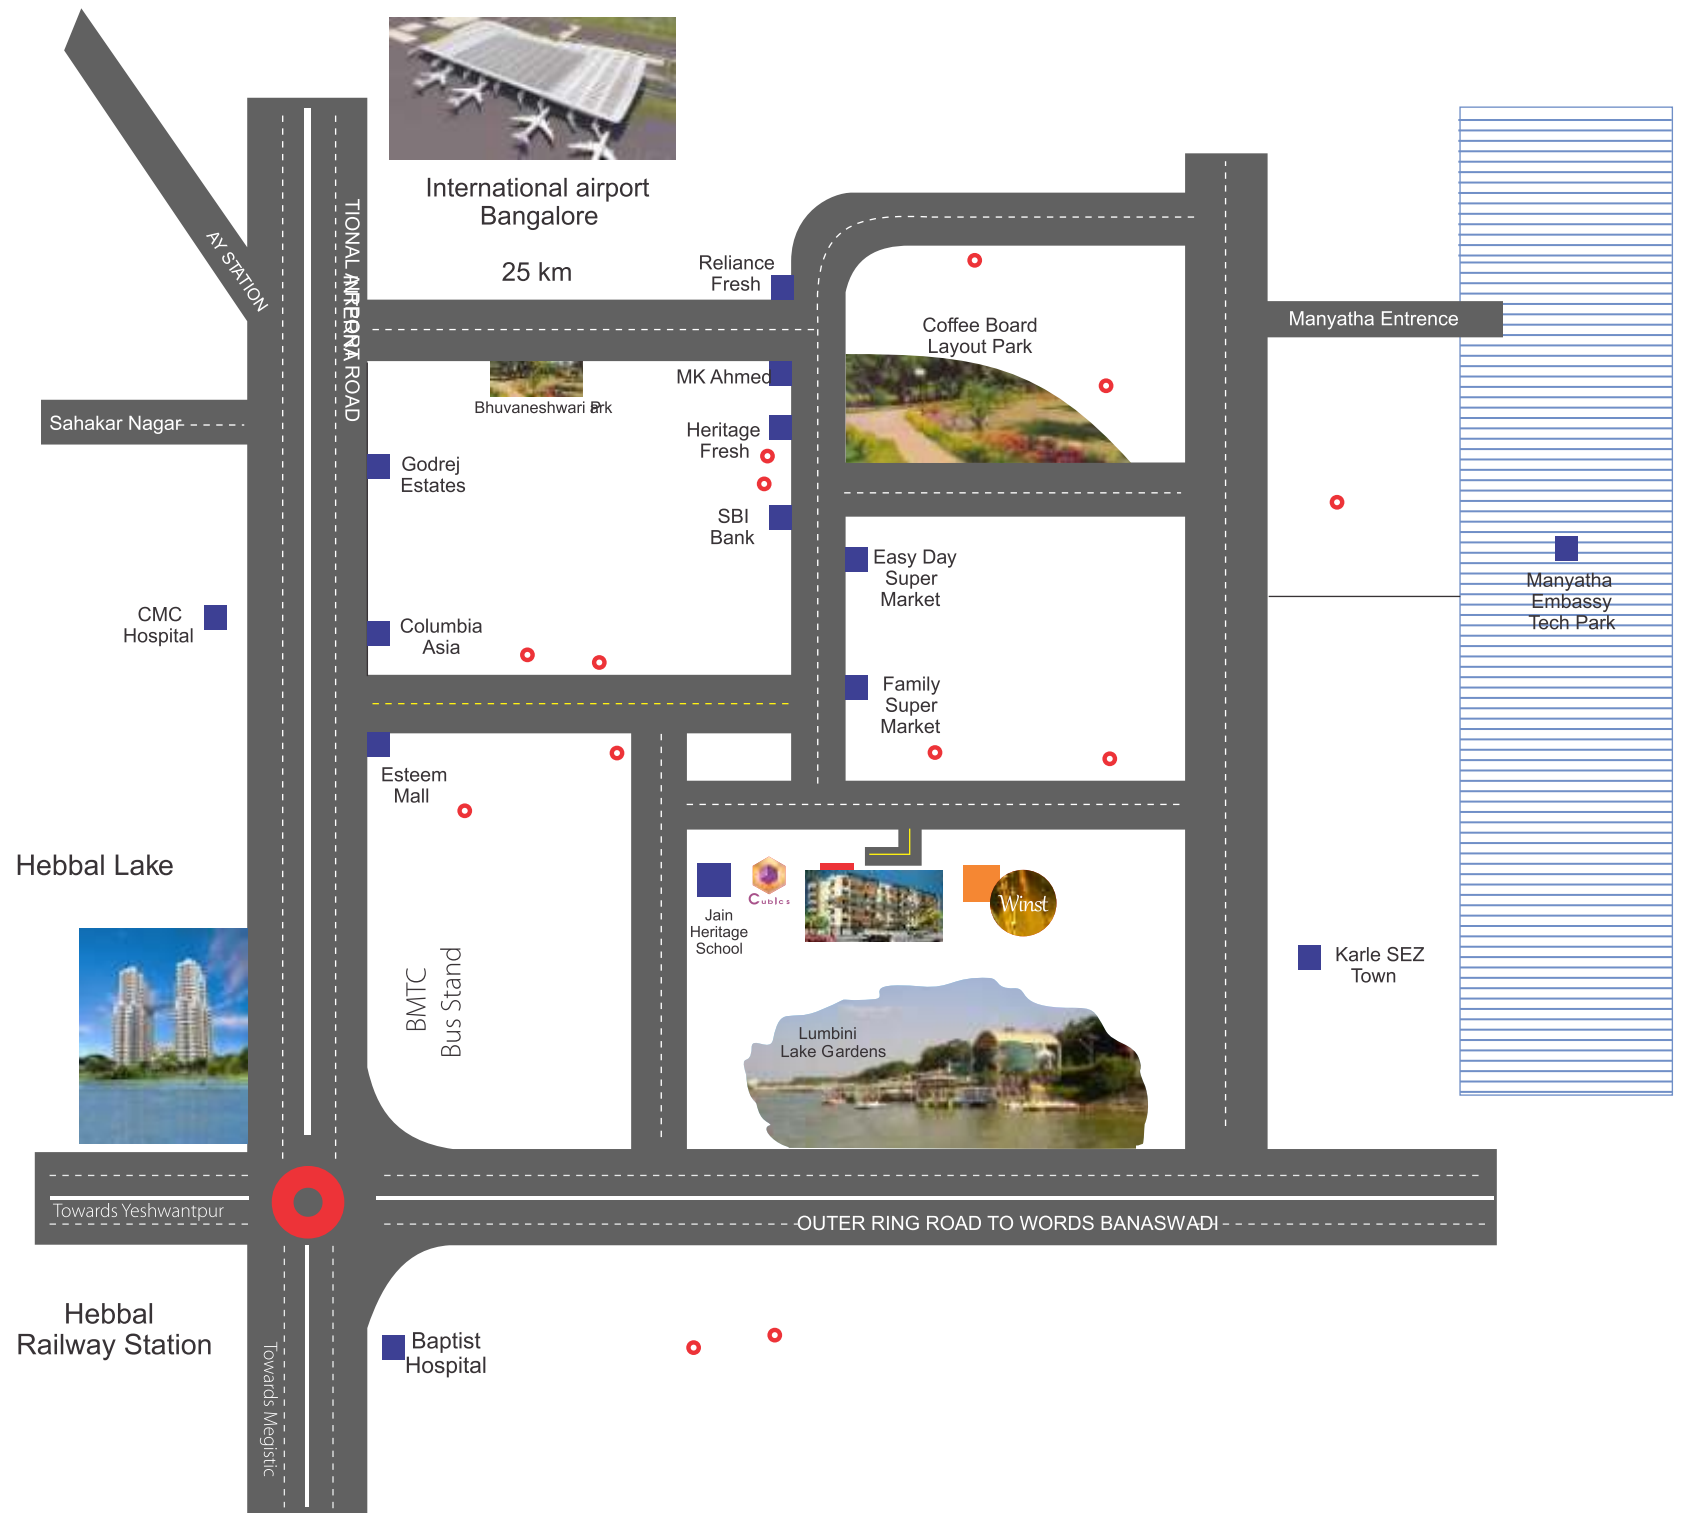 International airport
Bangalore
25 km
AY STATION
TIONAL AIRPORT ROAD
Reliance
Fresh
Coffee Board
Layout Park
Manyatha Entrence
MK Ahmed
Bhuvaneshwari
Sahakar Nagar
Heritage
Fresh
Godrej
Estates
SBI
Bank
Easy Day
Super
Market
Manyatha
Embassy
Tech Park
CMC
Hospital
Columbia
Asia
Family
Super
Market
Esteem
Mall
Hebbal Lake
Jain
Heritage
School
CubIcs
Winst
BMTC
Bus Stand
Karle SEZ
Town
Lumbini
Lake Gardens
Towards Yeshwantpur
OUTER RING ROAD TO WORDS BANASWADI
Hebbal
Railway Station
Towards Megistic
Baptist
Hospital